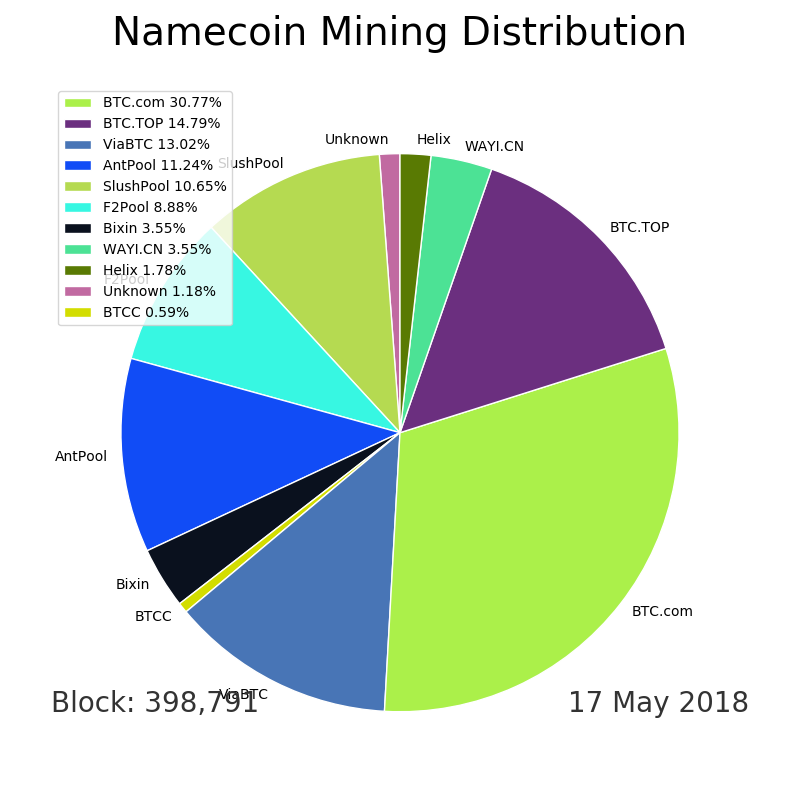 Namecoin Mining Distribution
BTC.com 30.77%
BTC.TOP 14.79%
ViaBTC 13.02%
AntPool 11.24%
SlushPool 10.65%
F2Pool 8.88%
Bixin 3.55%
WAYI.CN 3.55%
Helix 1.78%
Unknown 1.18%
BTCC 0.59%
Unknown
Helix
WAYI.CN
SlushPool
BTC.TOP
F2Pool
AntPool
Bixin
BTCC
BTC.com
ViaBTC
Block: 398,791
17 May 2018